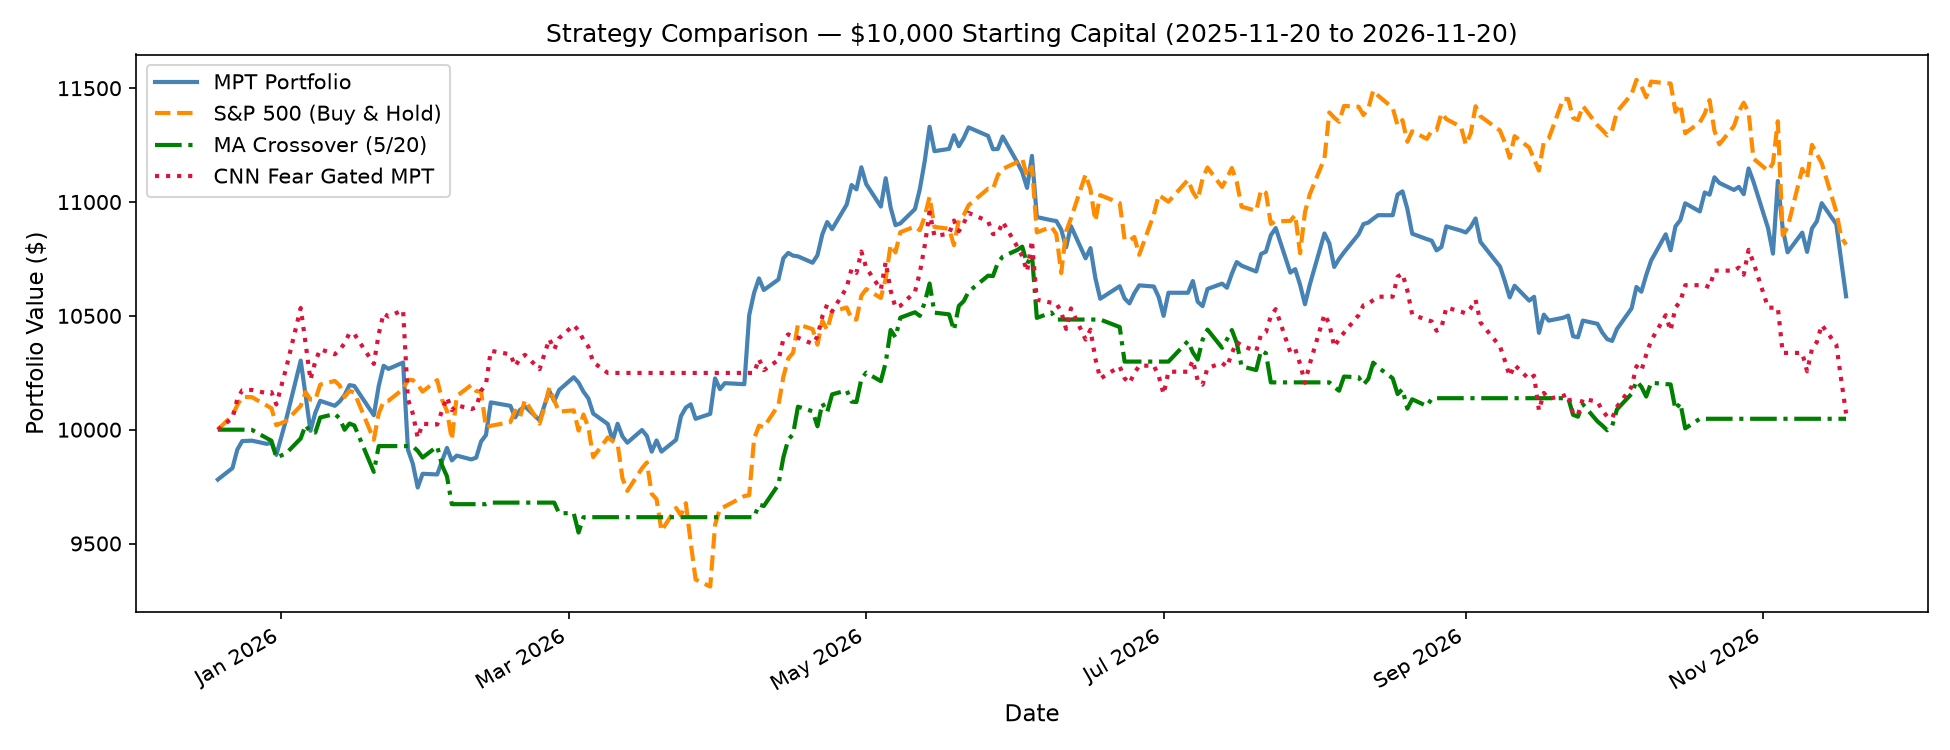 Strategy Comparison — $10,000 Starting Capital (2025-11-20 to 2026-11-20)
MPT Portfolio
S&P 500 (Buy & Hold)
MA Crossover (5/20)
CNN Fear Gated MPT
Portfolio Value ($)
11500
11000
10500
10000
9500
Jan 2026
Mar 2026
May 2026
Jul 2026
Sep 2026
Nov 2026
Date